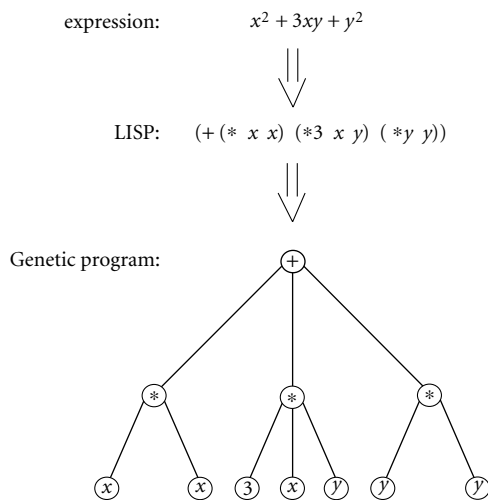 expression: x² + 3xy + y²
LISP: (+ (* x x) (*3 x y) ( *y y))
Genetic program: +
* * *
x x 3 x y y y